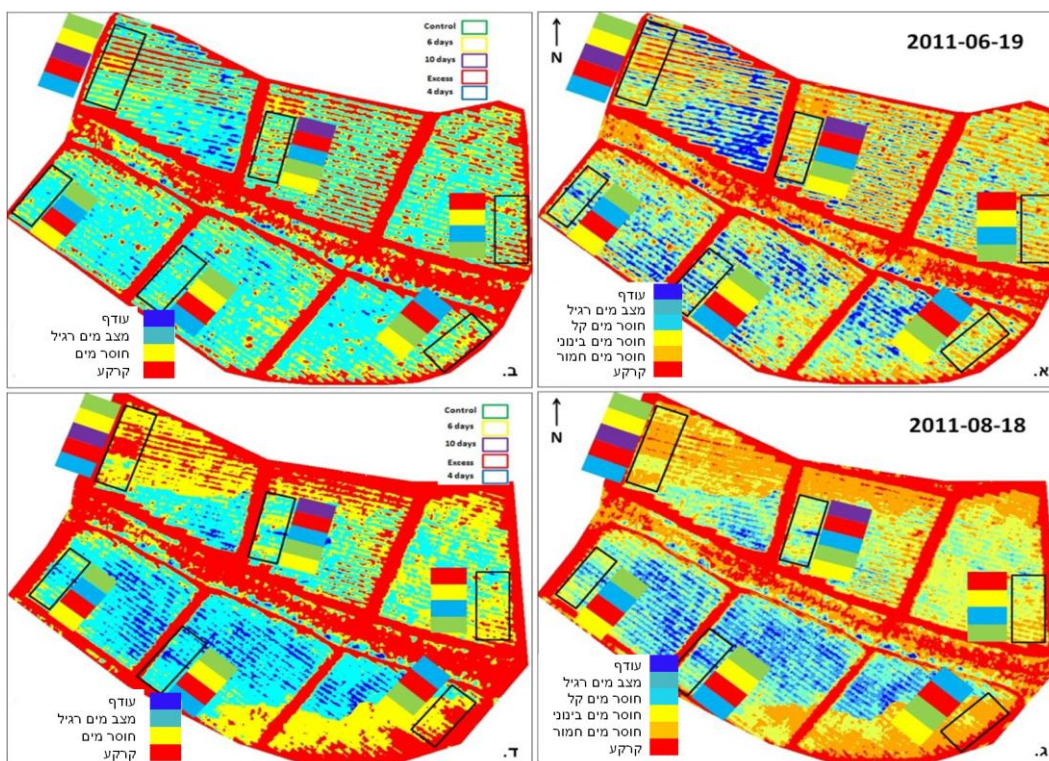 2011-06-19
N
עודף
מצב מים רגיל
חוסר מים קל
חוסר מים בינוני
חוסר מים חמור
קרקע
א.
Control
6 days
10 days
Excess
4 days
עודף
מצב מים רגיל
חוסר מים
קרקע
ב.
2011-08-18
N
עודף
מצב מים רגיל
חוסר מים קל
חוסר מים בינוני
חוסר מים חמור
קרקע
ג.
Control
6 days
10 days
Excess
4 days
עודף
מצב מים רגיל
חוסר מים
קרקע
ד.